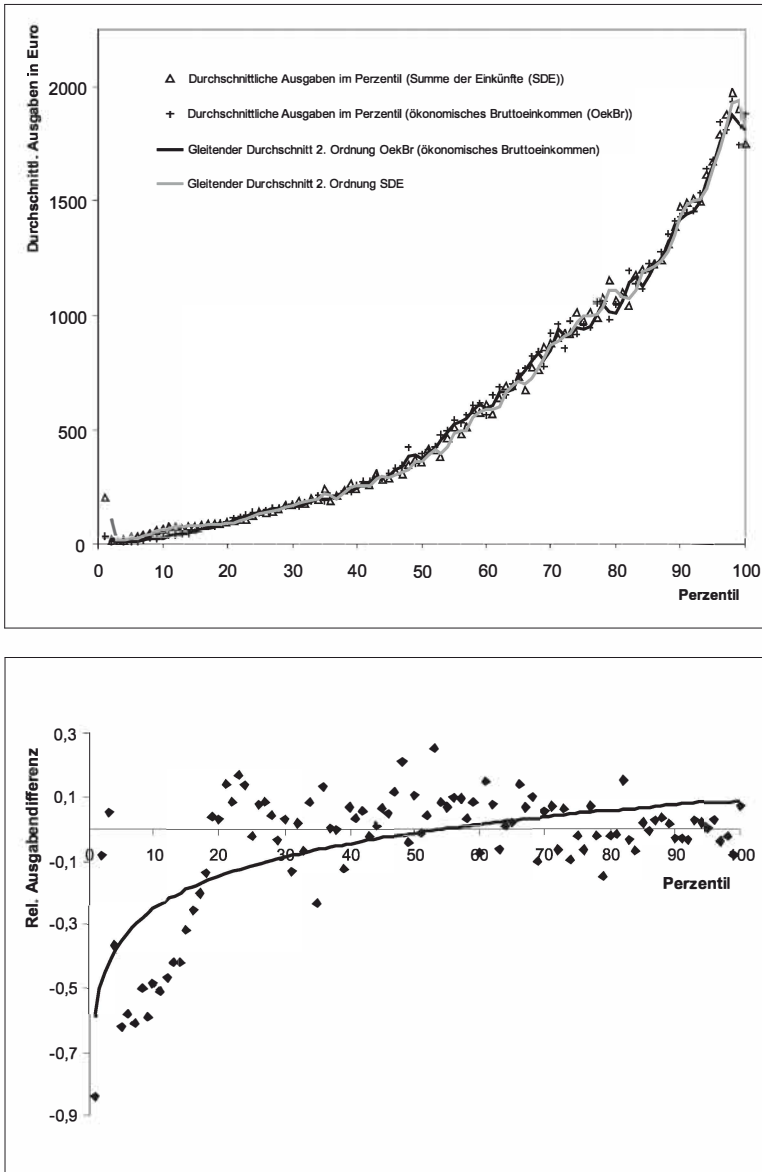 Durchschnittl. Ausgaben in Euro
2000
1500
1000
500
0
Durchschnittliche Ausgaben im Perzentil (Summe der Einkünfte (SDE))
Durchschnittliche Ausgaben im Perzentil (ökonomisches Bruttoeinkommen (OekBr))
Gleitender Durchschnitt 2. Ordnung OekBr (ökonomisches Bruttoeinkommen)
Gleitender Durchschnitt 2. Ordnung SDE
0 10 20 30 40 50 60 70 80 90 100
Perzentil
Rel. Ausgabendifferenz
0,3
0,1
-0,1
-0,3
-0,5
-0,7
-0,9
0 10 20 30 40 50 60 70 80 90 100
Perzentil